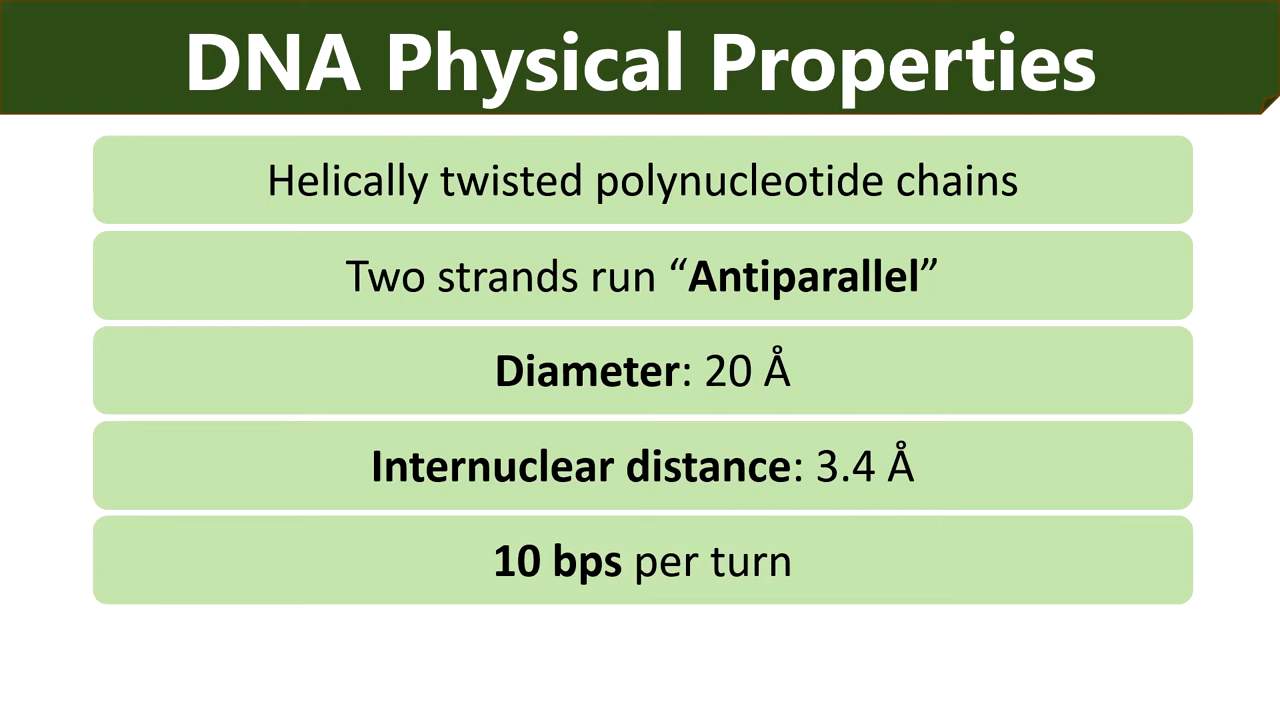 DNA Physical Properties
Helically twisted polynucleotide chains
Two strands run “Antiparallel”
Diameter: 20 Å
Internuclear distance: 3.4 Å
10 bps per turn